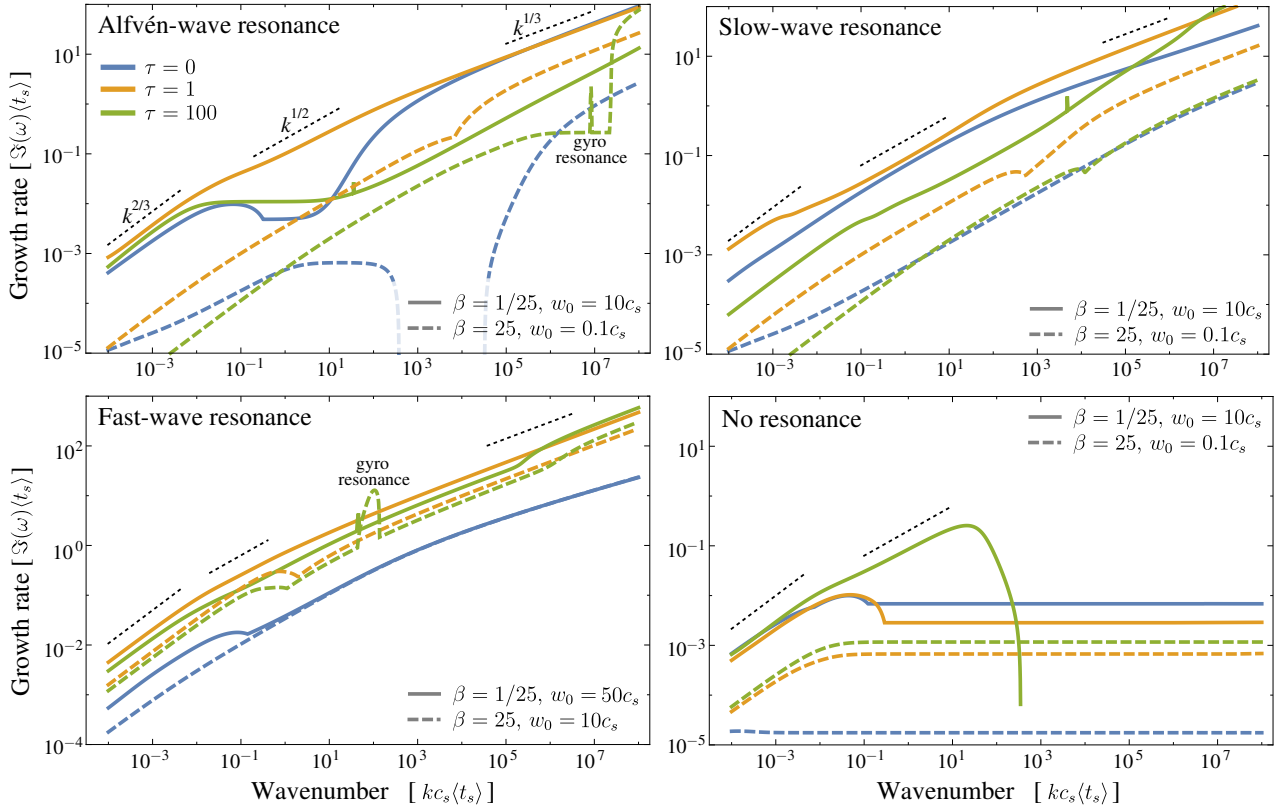 Alfvén-wave resonance
k^{1/3}
τ = 0
τ = 1
τ = 100
k^{1/2}
k^{2/3}
gyro
resonance
β = 1/25, w_0 = 10c_s
β = 25, w_0 = 0.1c_s
Growth rate [ ℑ(ω)⟨t_s⟩ ]
10^1
10^{-1}
10^{-3}
10^{-5}
10^{-3} 10^{-1} 10^1 10^3 10^5 10^7
Slow-wave resonance
β = 1/25, w_0 = 10c_s
β = 25, w_0 = 0.1c_s
10^1
10^{-1}
10^{-3}
10^{-5}
10^{-3} 10^{-1} 10^1 10^3 10^5 10^7
Fast-wave resonance
gyro
resonance
β = 1/25, w_0 = 50c_s
β = 25, w_0 = 10c_s
Growth rate [ ℑ(ω)⟨t_s⟩ ]
10^2
10^0
10^{-2}
10^{-4}
10^{-3} 10^{-1} 10^1 10^3 10^5 10^7
Wavenumber [ kc_s⟨t_s⟩ ]
No resonance
β = 1/25, w_0 = 10c_s
β = 25, w_0 = 0.1c_s
10^1
10^{-1}
10^{-3}
10^{-5}
10^{-3} 10^{-1} 10^1 10^3 10^5 10^7
Wavenumber [ kc_s⟨t_s⟩ ]